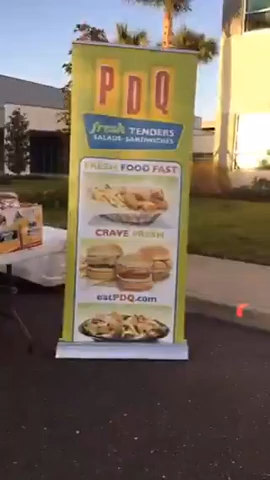 PDQ
fresh TENDERS
SALADS · SANDWICHES
FRESH FOOD FAST
CRAVE FRESH
eatPDQ.com